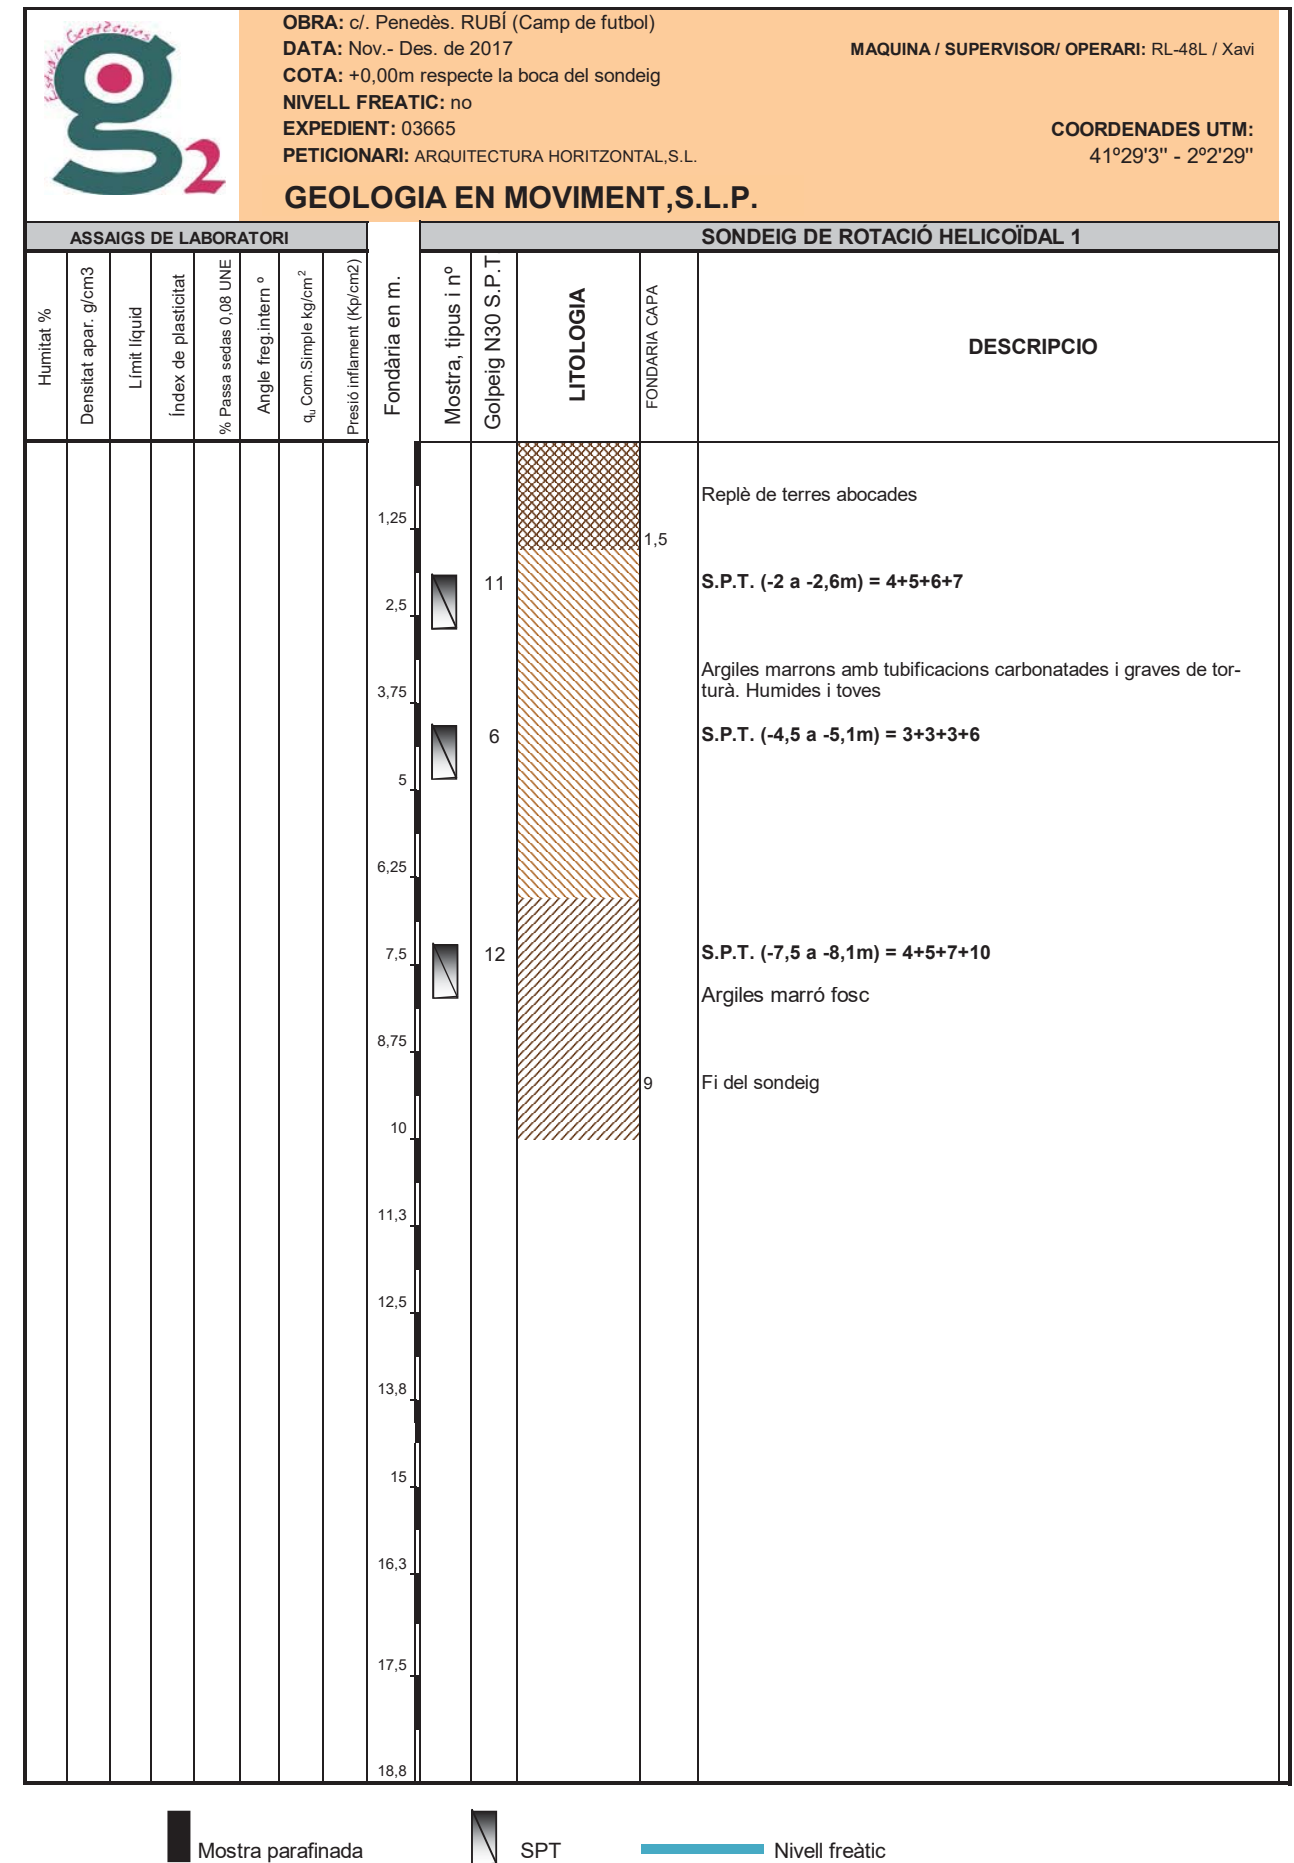 Estudis Geotècnics
g2
OBRA: c/. Penedès. RUBÍ (Camp de futbol)
DATA: Nov.- Des. de 2017
MAQUINA / SUPERVISOR/ OPERARI: RL-48L / Xavi
COTA: +0,00m respecte la boca del sondeig
NIVELL FREATIC: no
EXPEDIENT: 03665
COORDENADES UTM:
PETICIONARI: ARQUITECTURA HORITZONTAL,S.L.
41º29'3" - 2º2'29"
GEOLOGIA EN MOVIMENT,S.L.P.
ASSAIGS DE LABORATORI
SONDEIG DE ROTACIÓ HELICOÏDAL 1
Humitat %
Densitat apar. g/cm3
Límit líquid
Índex de plasticitat
% Passa sedas 0,08 UNE
Angle freg.intern º
qu Com.Simple kg/cm2
Presió inflament (Kp/cm2)
Fondària en m.
Mostra, tipus i nº
Golpeig N30 S.P.T
LITOLOGIA
FONDARIA CAPA
DESCRIPCIO
Replè de terres abocades
1,25
1,5
11
S.P.T. (-2 a -2,6m) = 4+5+6+7
2,5
Argiles marrons amb tubificacions carbonatades i graves de tor-
turà. Humides i toves
3,75
6
S.P.T. (-4,5 a -5,1m) = 3+3+3+6
5
6,25
7,5
12
S.P.T. (-7,5 a -8,1m) = 4+5+7+10
Argiles marró fosc
8,75
9
Fi del sondeig
10
11,3
12,5
13,8
15
16,3
17,5
18,8
Mostra parafinada
SPT
Nivell freàtic